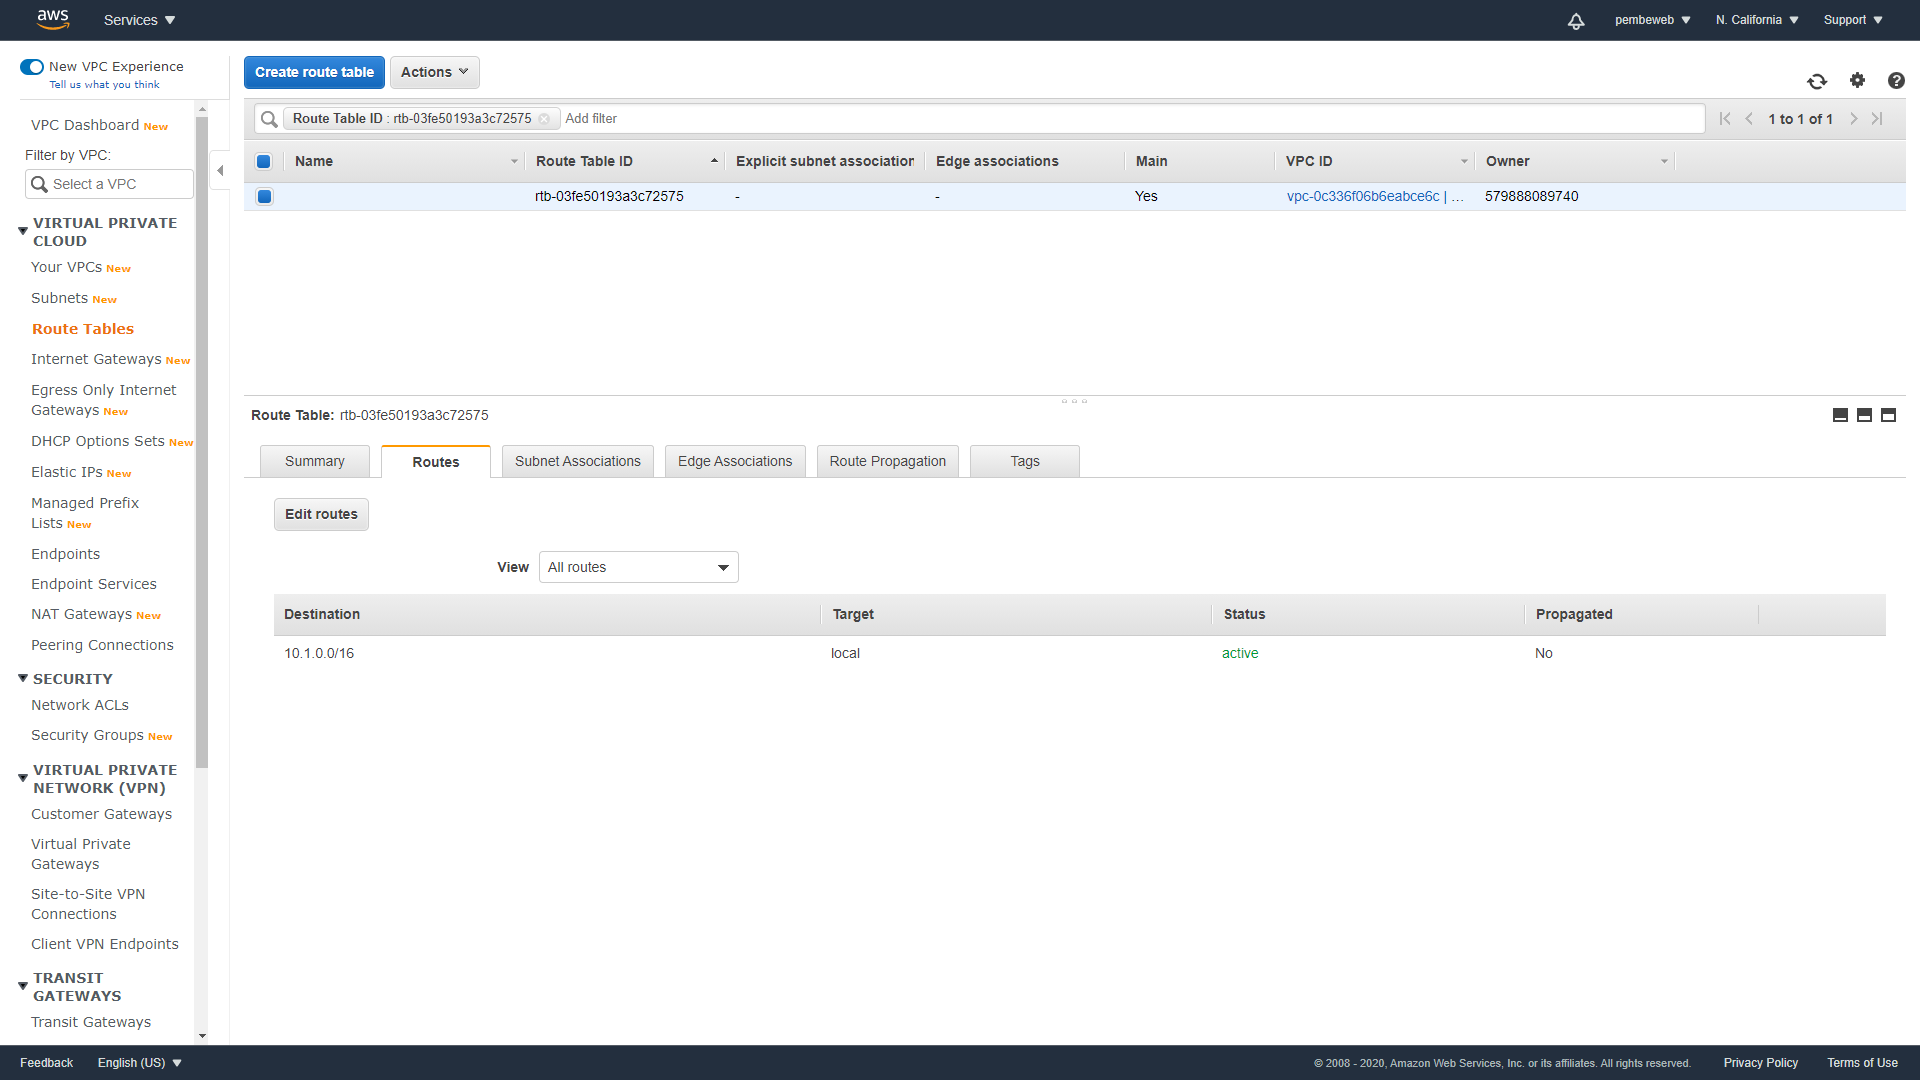 aws
Services
pembeweb
N. California
Support
New VPC Experience
Tell us what you think
VPC Dashboard New
Filter by VPC:
Select a VPC
VIRTUAL PRIVATE
CLOUD
Your VPCs New
Subnets New
Route Tables
Internet Gateways New
Egress Only Internet
Gateways New
DHCP Options Sets New
Elastic IPs New
Managed Prefix
Lists New
Endpoints
Endpoint Services
NAT Gateways New
Peering Connections
SECURITY
Network ACLs
Security Groups New
VIRTUAL PRIVATE
NETWORK (VPN)
Customer Gateways
Virtual Private
Gateways
Site-to-Site VPN
Connections
Client VPN Endpoints
TRANSIT
GATEWAYS
Transit Gateways
Create route table
Actions
Route Table ID : rtb-03fe50193a3c72575
Add filter
1 to 1 of 1
Name Route Table ID Explicit subnet association Edge associations Main VPC ID Owner
rtb-03fe50193a3c72575 - - Yes vpc-0c336f06b6eabce6c | ... 579888089740
Route Table: rtb-03fe50193a3c72575
Summary Routes Subnet Associations Edge Associations Route Propagation Tags
Edit routes
View All routes
Destination Target Status Propagated
10.1.0.0/16 local active No
Feedback
English (US)
© 2008 - 2020, Amazon Web Services, Inc. or its affiliates. All rights reserved.
Privacy Policy
Terms of Use